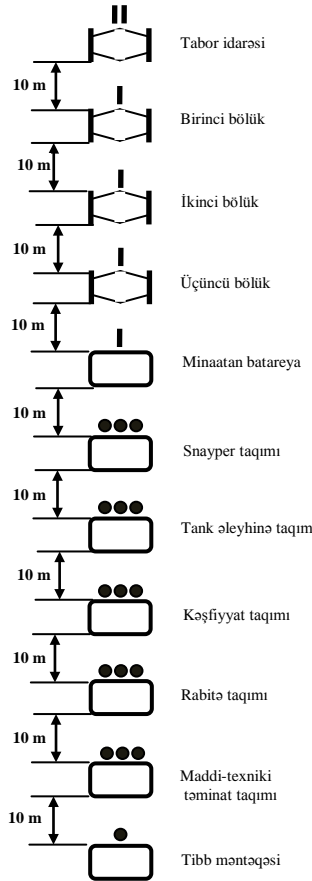 Tabor idarəsi
10 m
Birinci bölük
10 m
İkinci bölük
10 m
Üçüncü bölük
10 m
Minaatan batareya
10 m
Snayper taqımı
10 m
Tank əleyhinə taqım
10 m
Kəşfiyyat taqımı
10 m
Rabitə taqımı
10 m
Maddi-texniki
təminat taqımı
10 m
Tibb məntəqəsi